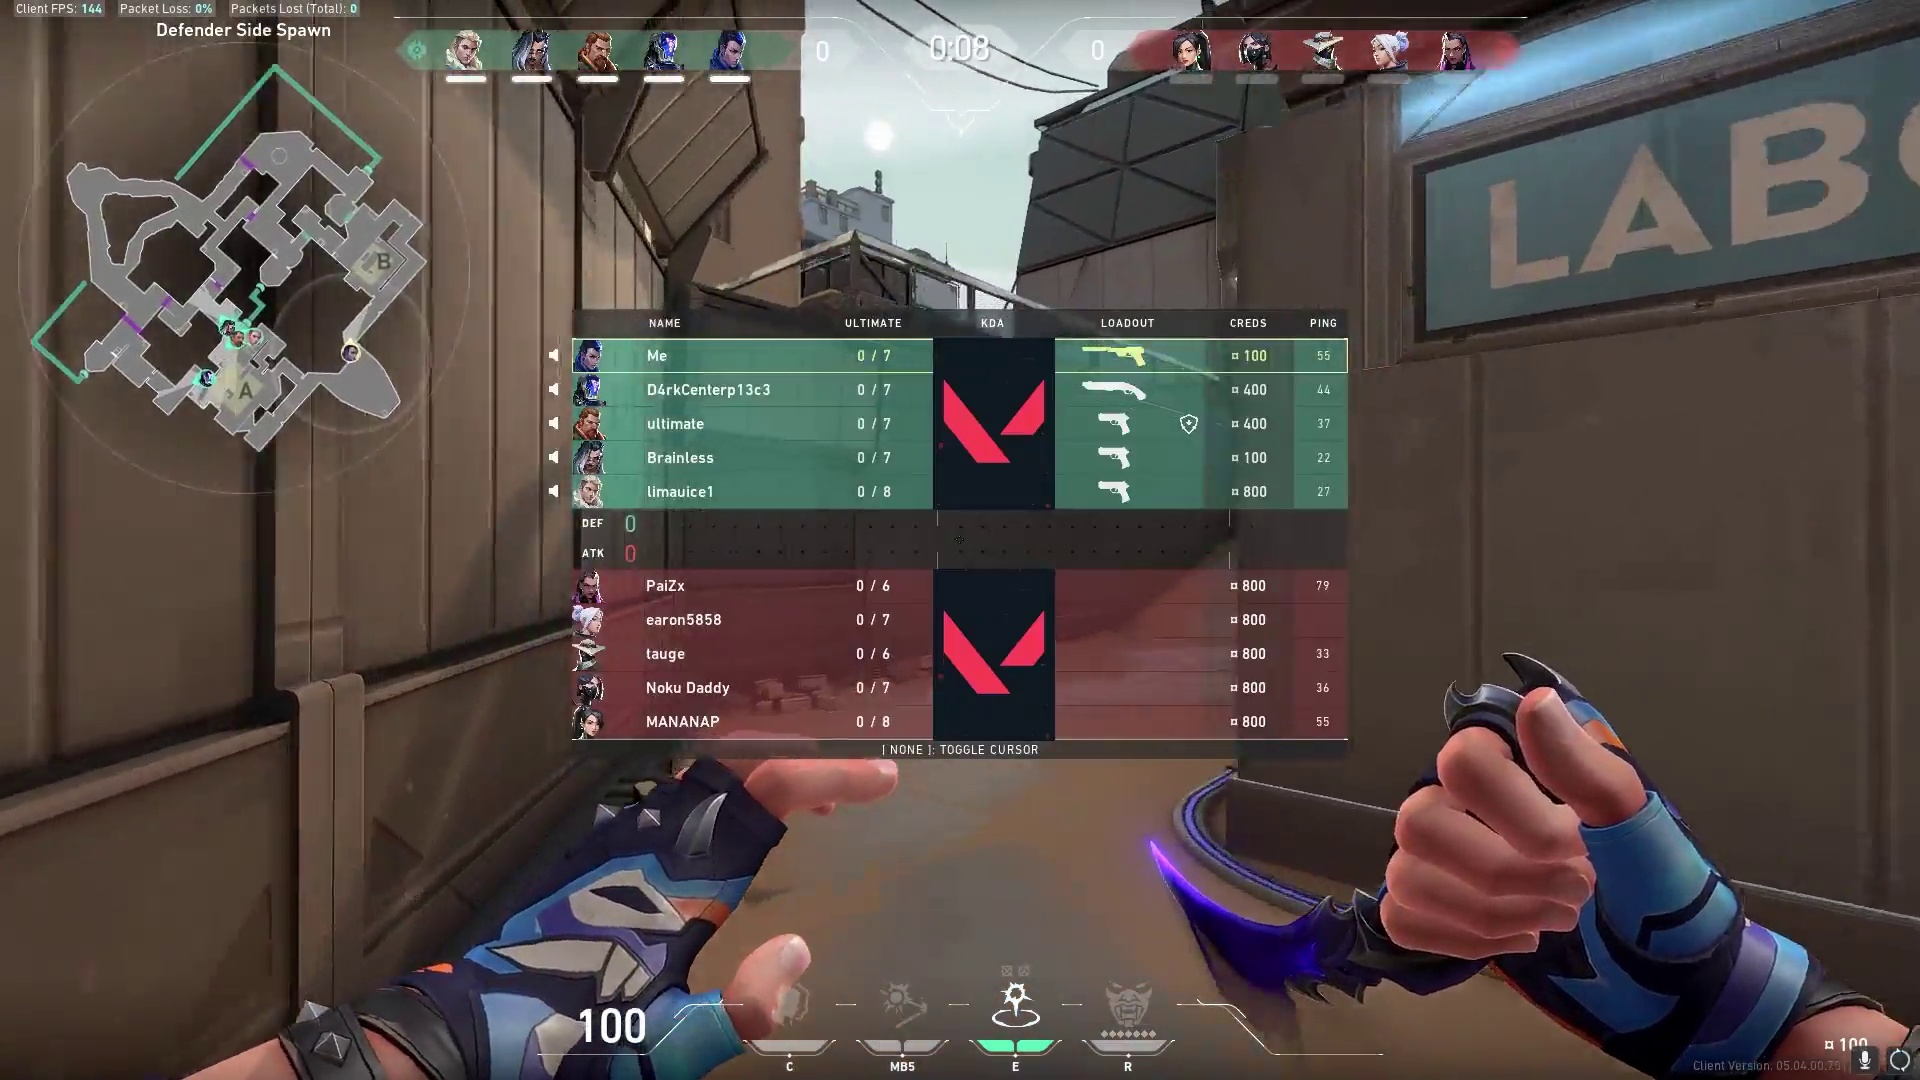 Client FPS: 144 Packet Loss: 0% Packets Lost (Total): 0
Defender Side Spawn
0 0:08 0
LABO
B
A
NAME ULTIMATE KDA LOADOUT CREDS PING
Me 0 / 7 ¤ 100 55
D4rkCenterp13c3 0 / 7 ¤ 400 44
ultimate 0 / 7 ¤ 400 37
Brainless 0 / 7 ¤ 100 22
limauice1 0 / 8 ¤ 800 27
DEF 0
ATK 0
PaiZx 0 / 6 ¤ 800 79
earon5858 0 / 7 ¤ 800
tauge 0 / 6 ¤ 800 33
Noku Daddy 0 / 7 ¤ 800 36
MANANAP 0 / 8 ¤ 800 55
[ NONE ]: TOGGLE CURSOR
100
C MB5 E R
¤ 100